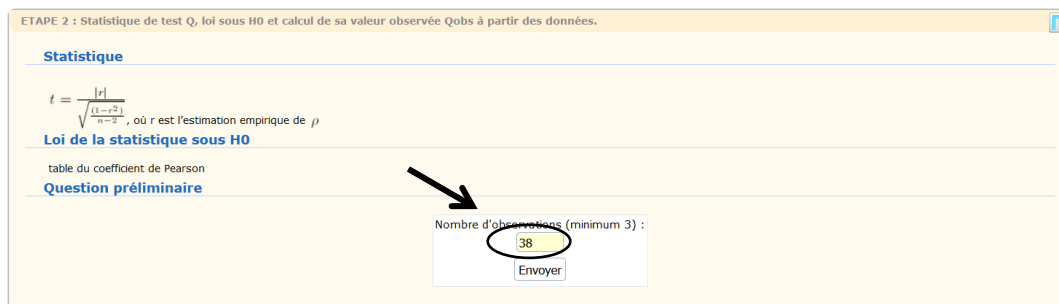 ETAPE 2 : Statistique de test Q, loi sous H0 et calcul de sa valeur observée Qobs à partir des données.
Statistique
t = |r| / √((1−r²)/(n−2)) , où r est l'estimation empirique de ρ
Loi de la statistique sous H0
table du coefficient de Pearson
Question préliminaire
Nombre d'observations (minimum 3) :
38
Envoyer